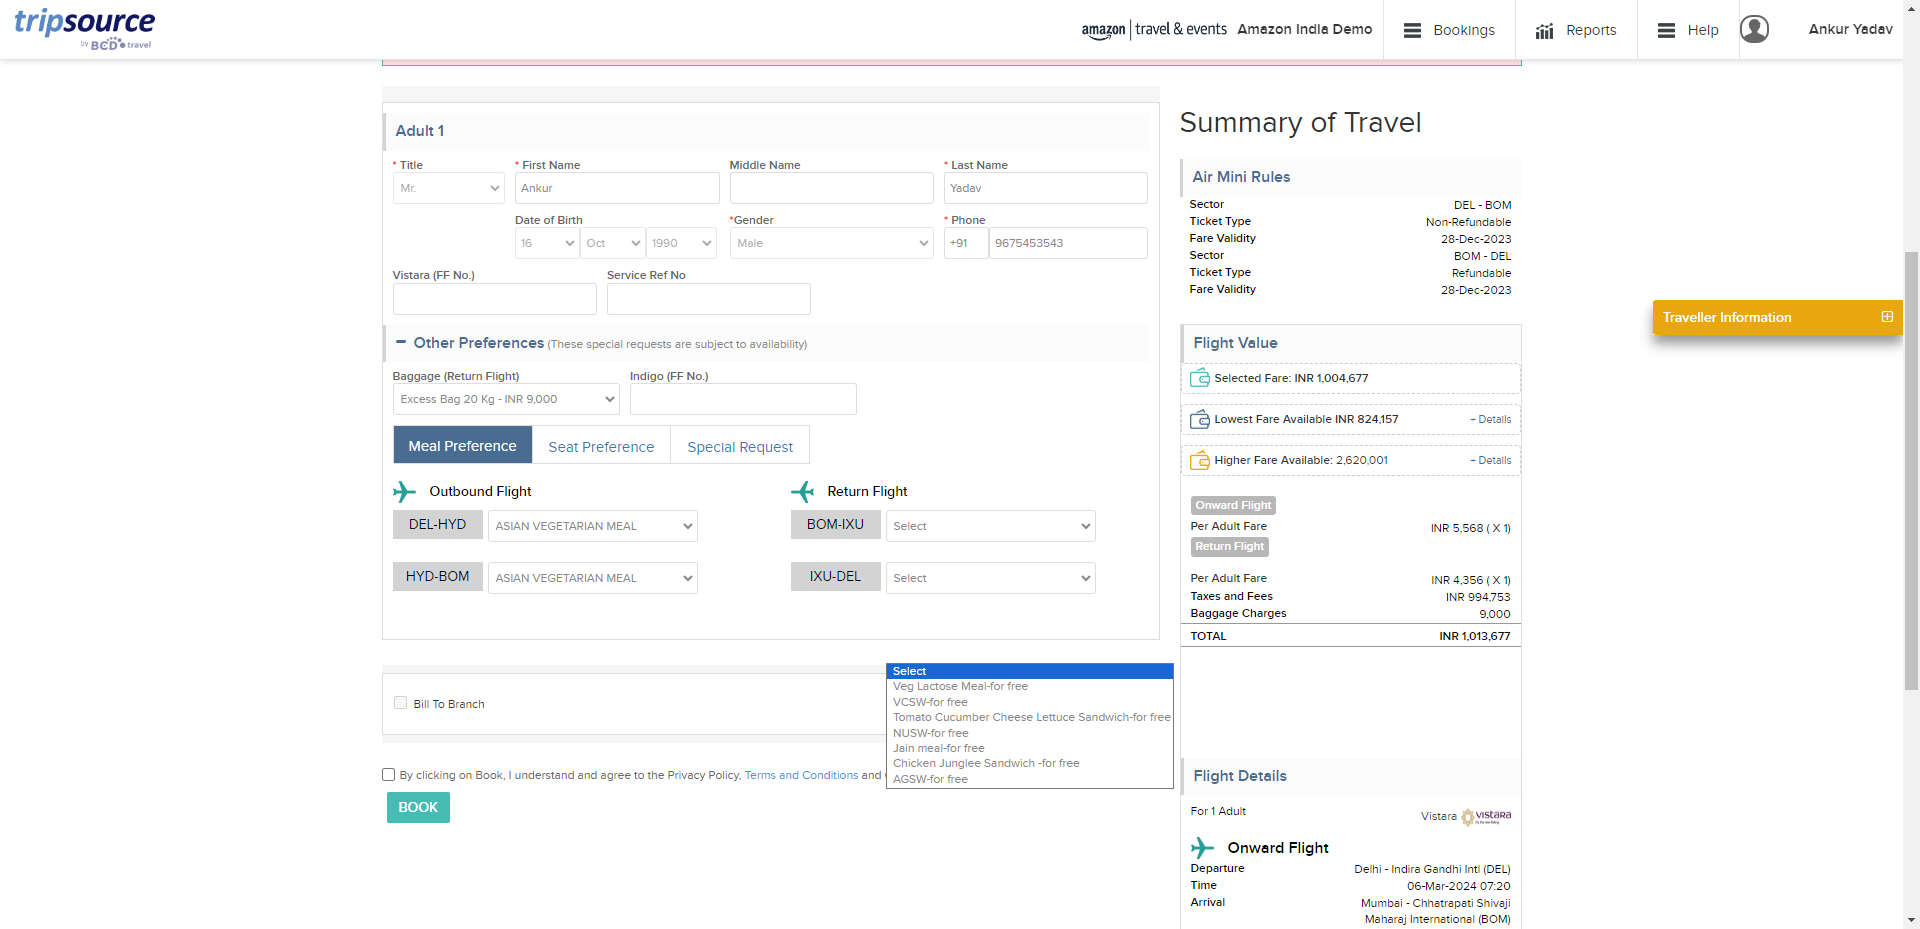 tripsource
by BCD travel
amazon | travel & events Amazon India Demo
Bookings
Reports
Help
Ankur Yadav
Adult 1
* Title
* First Name
Middle Name
* Last Name
Mr.
Ankur
Yadav
Date of Birth
*Gender
* Phone
16
Oct
1990
Male
+91
9675453543
Vistara (FF No.)
Service Ref No
Other Preferences (These special requests are subject to availability)
Baggage (Return Flight)
Indigo (FF No.)
Excess Bag 20 Kg - INR 9,000
Meal Preference
Seat Preference
Special Request
Outbound Flight
Return Flight
DEL-HYD
ASIAN VEGETARIAN MEAL
BOM-IXU
Select
HYD-BOM
ASIAN VEGETARIAN MEAL
IXU-DEL
Select
Select
Veg Lactose Meal-for free
VCSW-for free
Tomato Cucumber Cheese Lettuce Sandwich-for free
NUSW-for free
Jain meal-for free
Chicken Junglee Sandwich -for free
AGSW-for free
Bill To Branch
By clicking on Book, I understand and agree to the Privacy Policy, Terms and Conditions and
BOOK
Summary of Travel
Air Mini Rules
Sector DEL - BOM
Ticket Type Non-Refundable
Fare Validity 28-Dec-2023
Sector BOM - DEL
Ticket Type Refundable
Fare Validity 28-Dec-2023
Traveller Information
Flight Value
Selected Fare: INR 1,004,677
Lowest Fare Available INR 824,157 + Details
Higher Fare Available: 2,620,001 + Details
Onward Flight
Per Adult Fare INR 5,568 ( X 1)
Return Flight
Per Adult Fare INR 4,356 ( X 1)
Taxes and Fees INR 994,753
Baggage Charges 9,000
TOTAL INR 1,013,677
Flight Details
For 1 Adult
Vistara VISTARA
Onward Flight
Departure Delhi - Indira Gandhi Intl (DEL)
Time 06-Mar-2024 07:20
Arrival Mumbai - Chhatrapati Shivaji
Maharaj International (BOM)